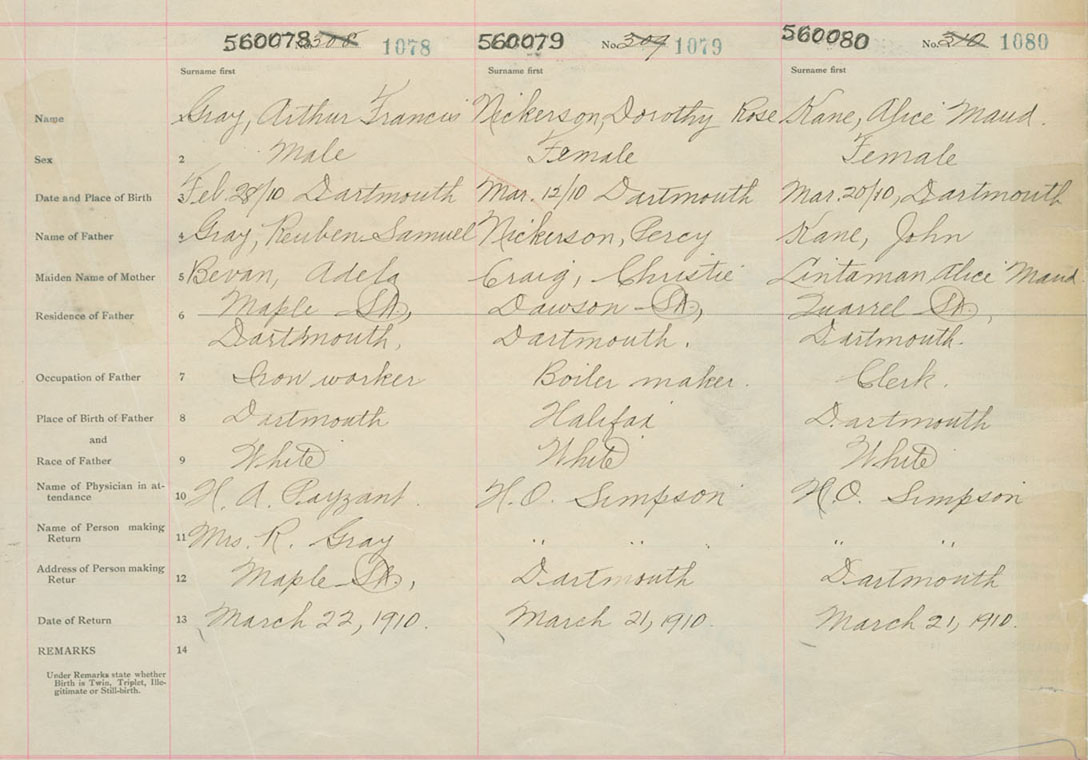 560078 No. 308 1078 560079 No. 309 1079 560080 No. 310 1080
Surname first Surname first Surname first
Name 1 Gray, Arthur Francis Nickerson, Dorothy Rose Kane, Alice Maud.
Sex 2 Male Female Female
Date and Place of Birth 3 Feb. 28/10 Dartmouth Mar. 12/10 Dartmouth Mar. 20/10, Dartmouth
Name of Father 4 Gray, Reuben Samuel Nickerson, Percy Kane, John
Maiden Name of Mother 5 Bevan, Adela Craig, Christie Lintaman Alice Maud
Residence of Father 6 Maple St., Dawson St., Quarrel St.,
Dartmouth, Dartmouth. Dartmouth.
Occupation of Father 7 Iron worker Boiler maker. Clerk.
Place of Birth of Father 8 Dartmouth Halifax Dartmouth
and
Race of Father 9 White White White
Name of Physician in at-
tendance 10 H. A. Payzant. H.O. Simpson H.O. Simpson
Name of Person making
Return 11 Mrs. R. Gray " " . " "
Address of Person making
Retur 12 Maple St., Dartmouth Dartmouth
Date of Return 13 March 22, 1910. March 21, 1910. March 21, 1910.
REMARKS 14
Under Remarks state whether
Birth is Twin, Triplet, Ille-
gitimate or Still-birth.